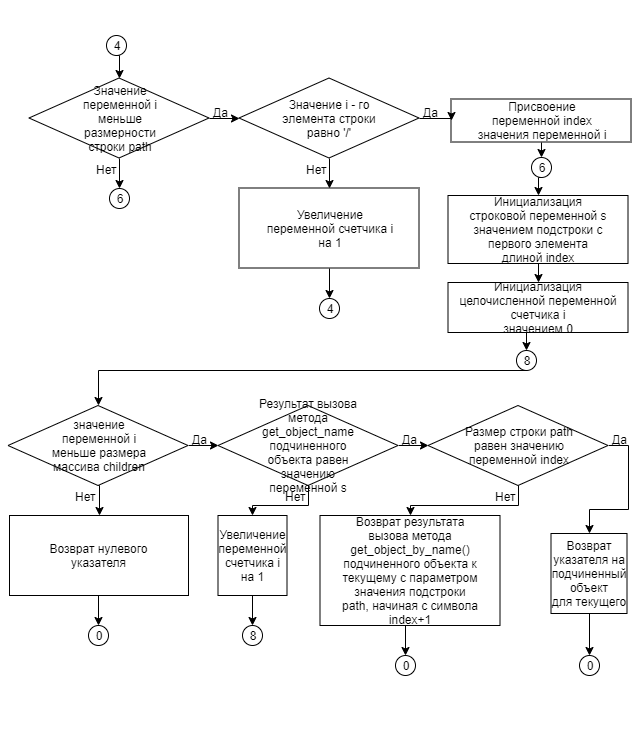 4
Значение
переменной i
меньше
размерности
строки path
Да
Значение i - го
элемента строки
равно '/'
Да
Присвоение
переменной index
значения переменной i
Нет
6
Нет
Увеличение
переменной счетчика i
на 1
4
6
Инициализация
строковой переменной s
значением подстроки с
первого элемента
длиной index
Инициализация
целочисленной переменной
счетчика i
значением 0
8
значение
переменной i
меньше размера
массива children
Да
Результат вызова
метода
get_object_name
подчиненного
объекта равен
значению
переменной s
Да
Размер строки path
равен значению
переменной index
Да
Нет
Возврат нулевого
указателя
0
Нет
Увеличение
переменной
счетчика i
на 1
8
Нет
Возврат результата
вызова метода
get_object_by_name()
подчиненного объекта к
текущему с параметром
значения подстроки
path, начиная с символа
index+1
0
Возврат
указателя на
подчиненный
объект
для текущего
0